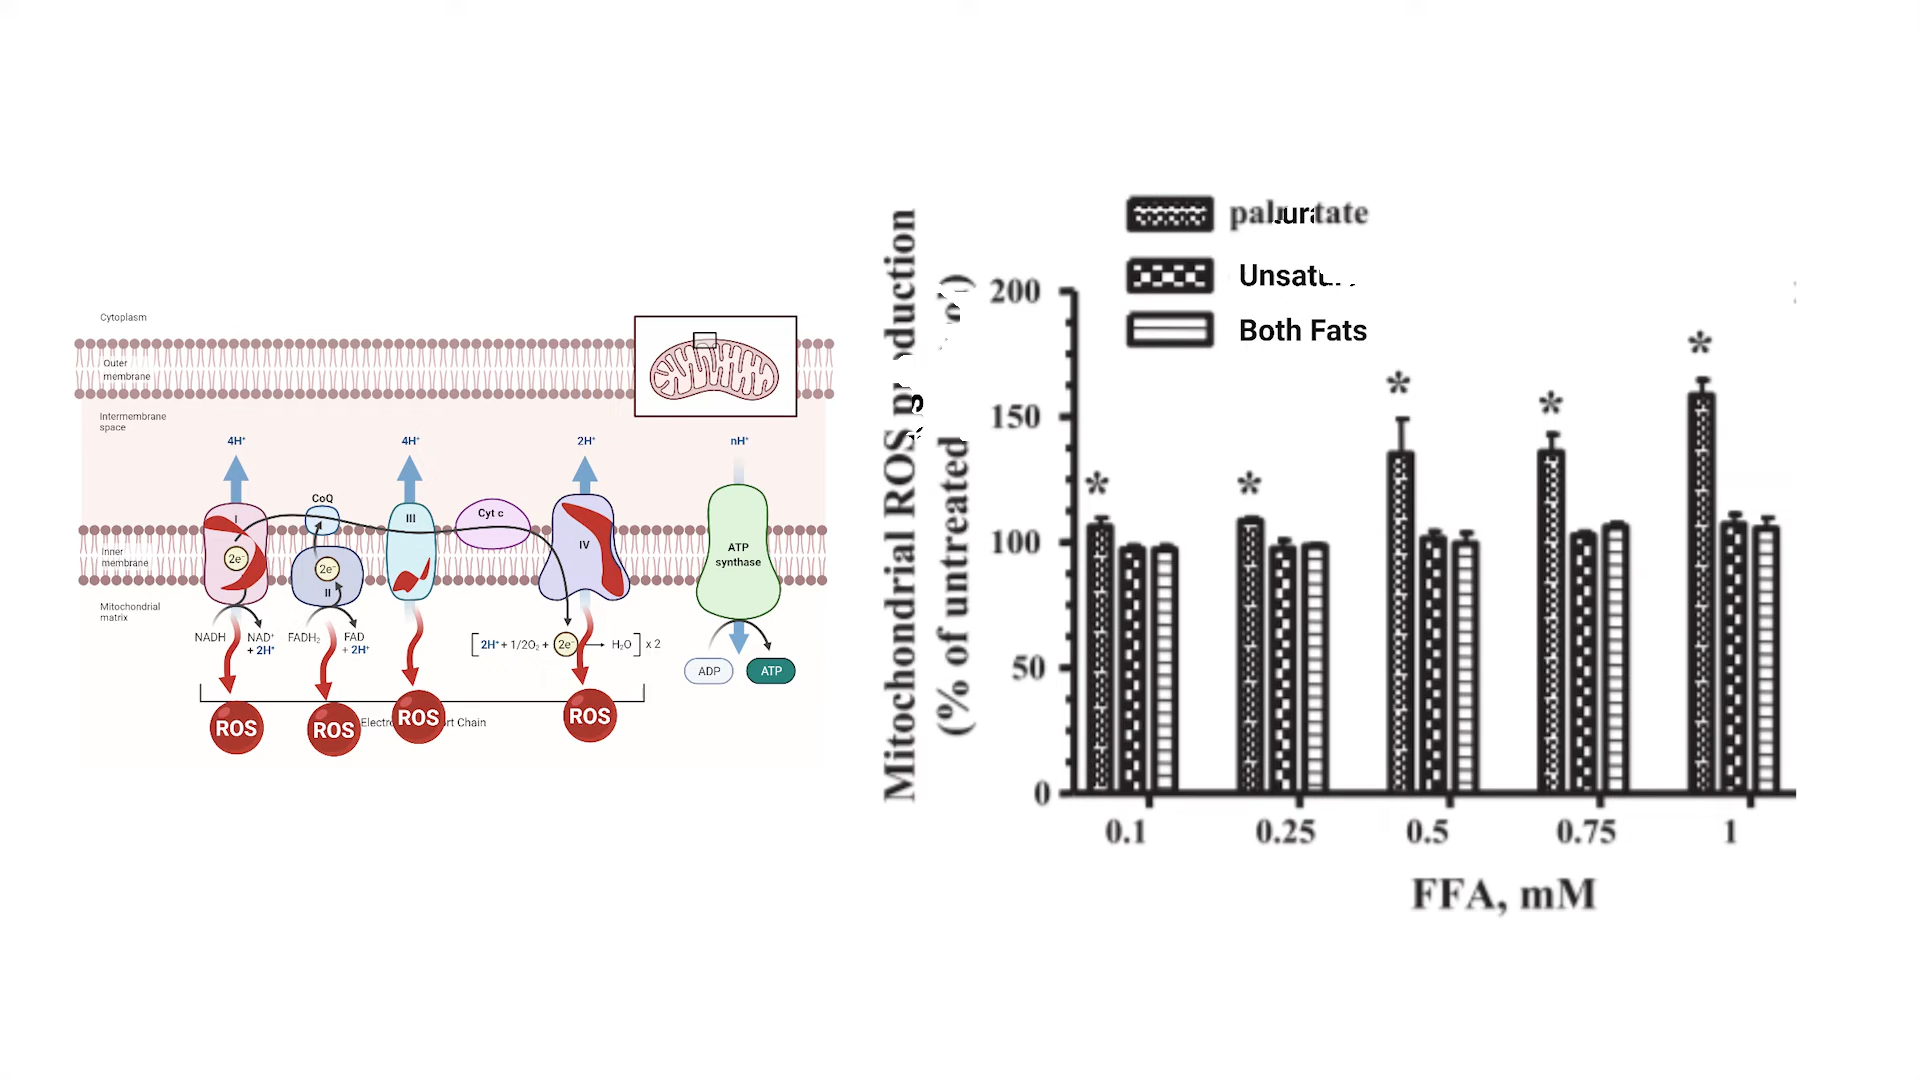 Cytoplasm
Outer
membrane
Intermembrane
space
4H⁺
4H⁺
2H⁺
nH⁺
CoQ
I
III
Cyt c
IV
2e⁻
2e⁻
II
ATP
synthase
Inner
membrane
Mitochondrial
matrix
NADH
NAD⁺
+ 2H⁺
FADH₂
FAD
+ 2H⁺
[2H⁺ + 1/2O₂ + 2e⁻ → H₂O] x 2
ADP
ATP
ROS
ROS
ROS
ROS
Chain
Both Fats
Mitochondrial ROS
(% of untreated
200
150
100
50
0
*
*
*
*
*
0.1
0.25
0.5
0.75
1
FFA, mM